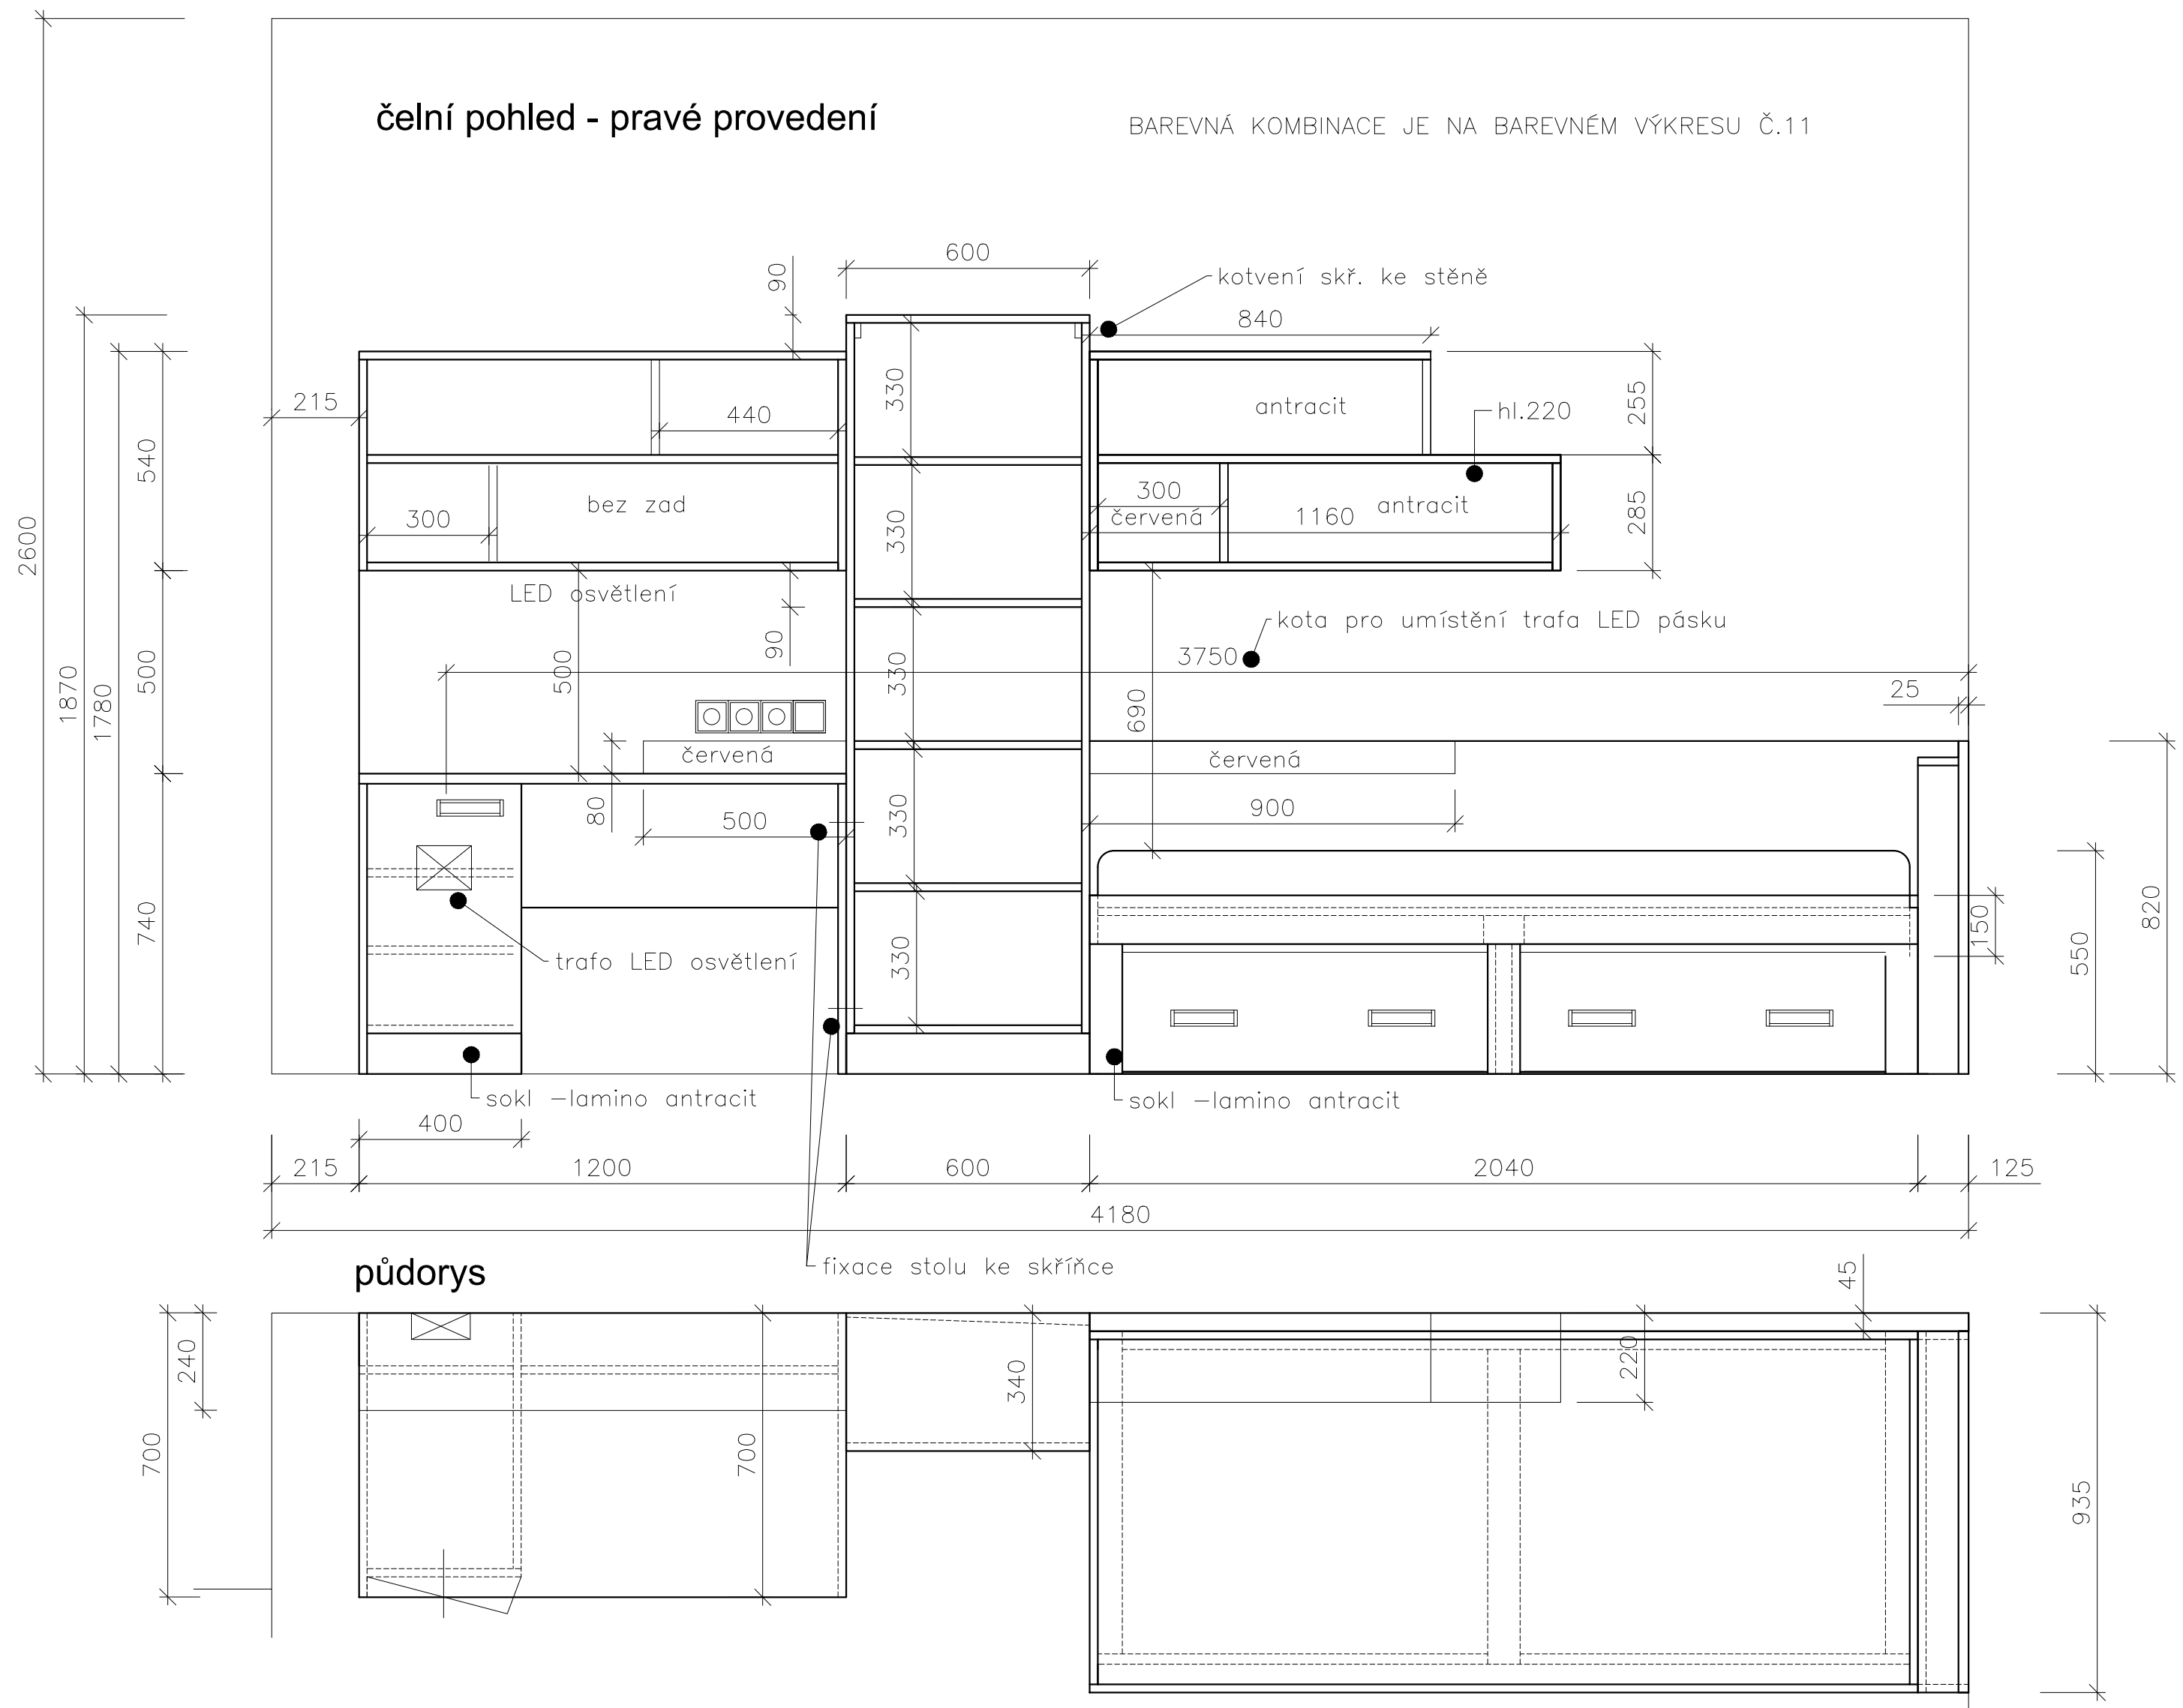 čelní pohled - pravé provedení
BAREVNÁ KOMBINACE JE NA BAREVNÉM VÝKRESU Č.11
600
90
kotvení skř. ke stěně
840
215
440
330
antracit
hl.220
255
540
300
bez zad
330
300
červená
1160
antracit
285
2600
LED osvětlení
90
kota pro umístění trafa LED pásku
3750
1870
1780
500
500
330
690
25
červená
červená
80
500
330
900
740
trafo LED osvětlení
330
150
550
820
sokl –lamino antracit
sokl –lamino antracit
400
215
1200
600
2040
125
4180
půdorys
fixace stolu ke skříňce
45
240
340
220
700
700
935